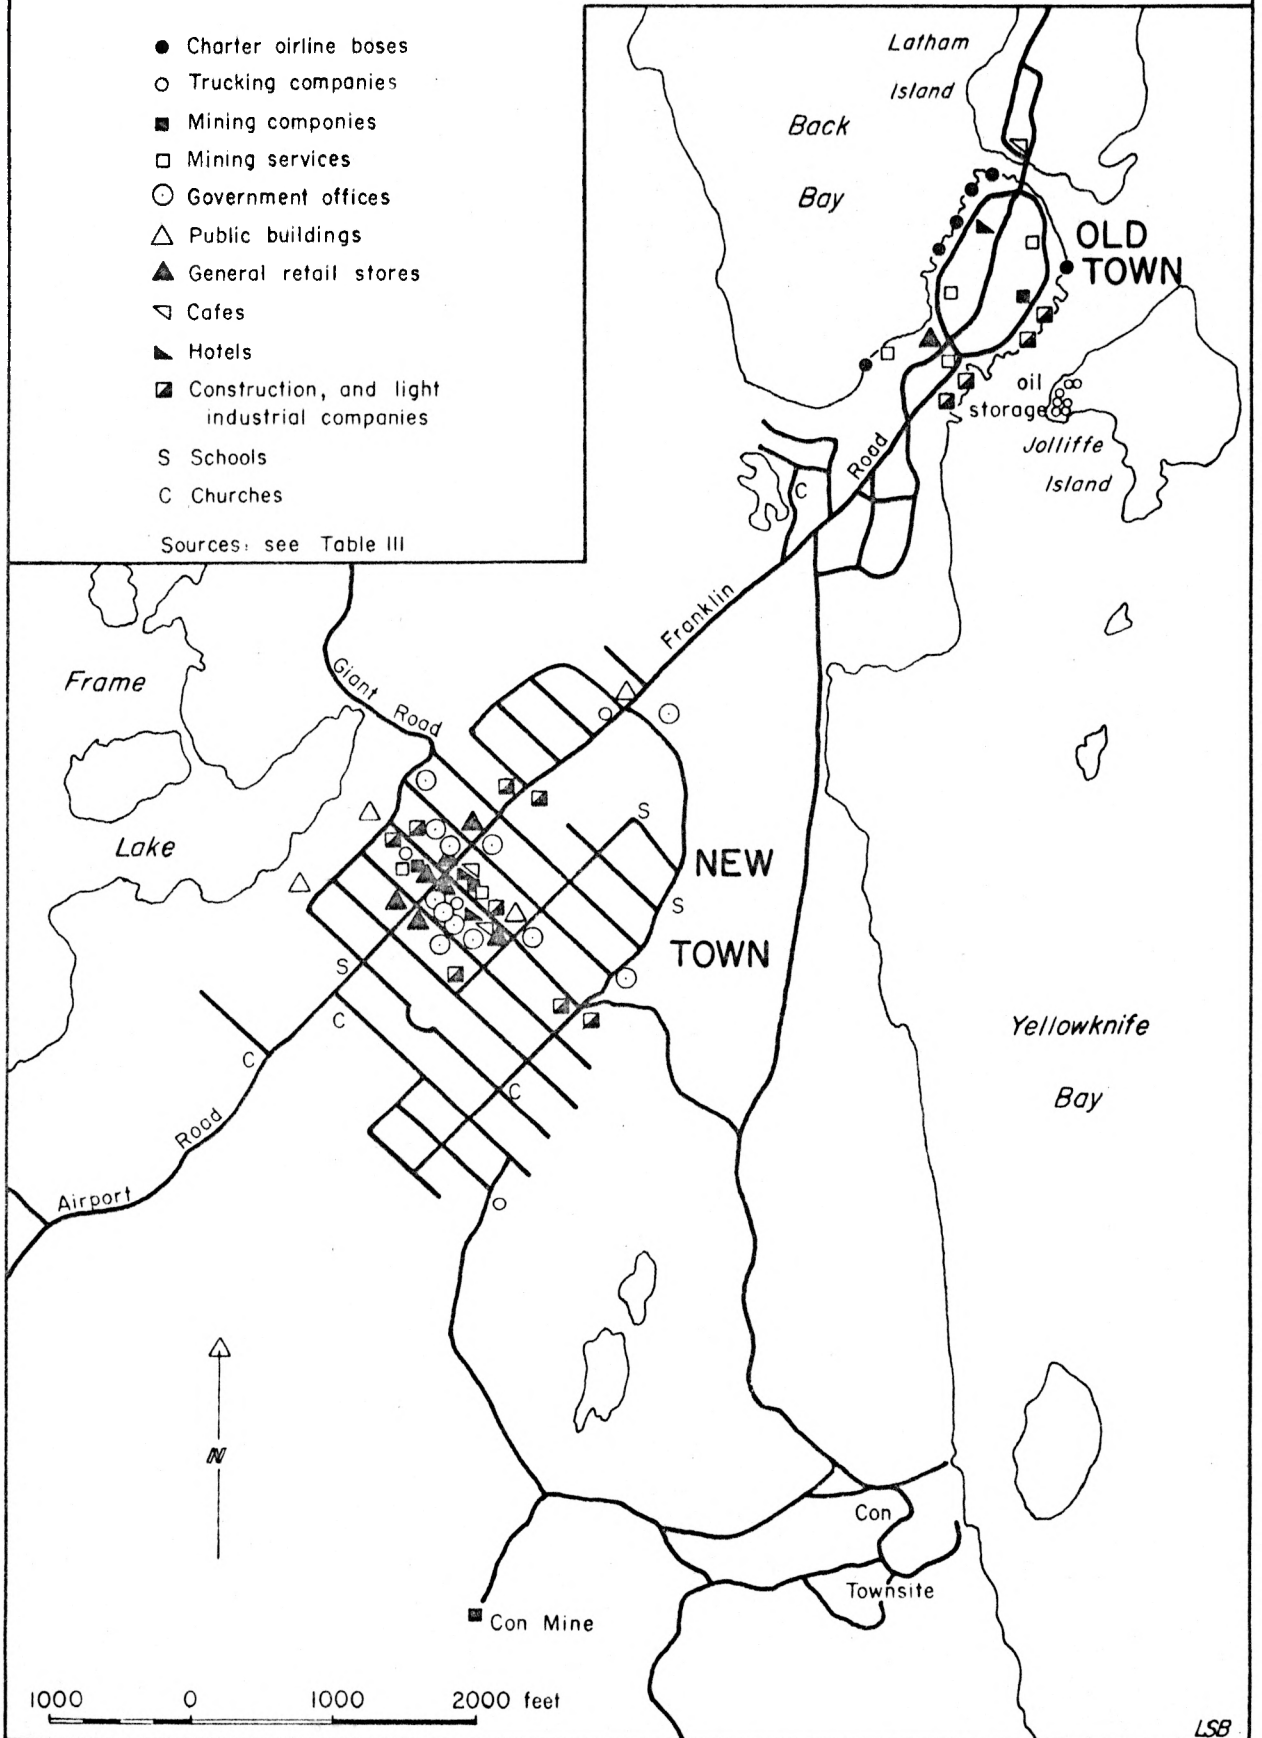 Charter oirline boses
Trucking companies
Mining componies
Mining services
Government offices
Public buildings
General retail stores
Cafes
Hotels
Construction, and light
industrial companies
S Schools
C Churches
Sources: see Table III
Latham
Island
Back
Bay
OLD
TOWN
oil
storage
Jolliffe
Island
Road
C
Franklin
Frame
Giant Road
Lake
S
NEW
S
TOWN
S
C
C
C
Yellowknife
Bay
Road
Airport
N
Con
Townsite
Con Mine
1000 0 1000 2000 feet
LSB